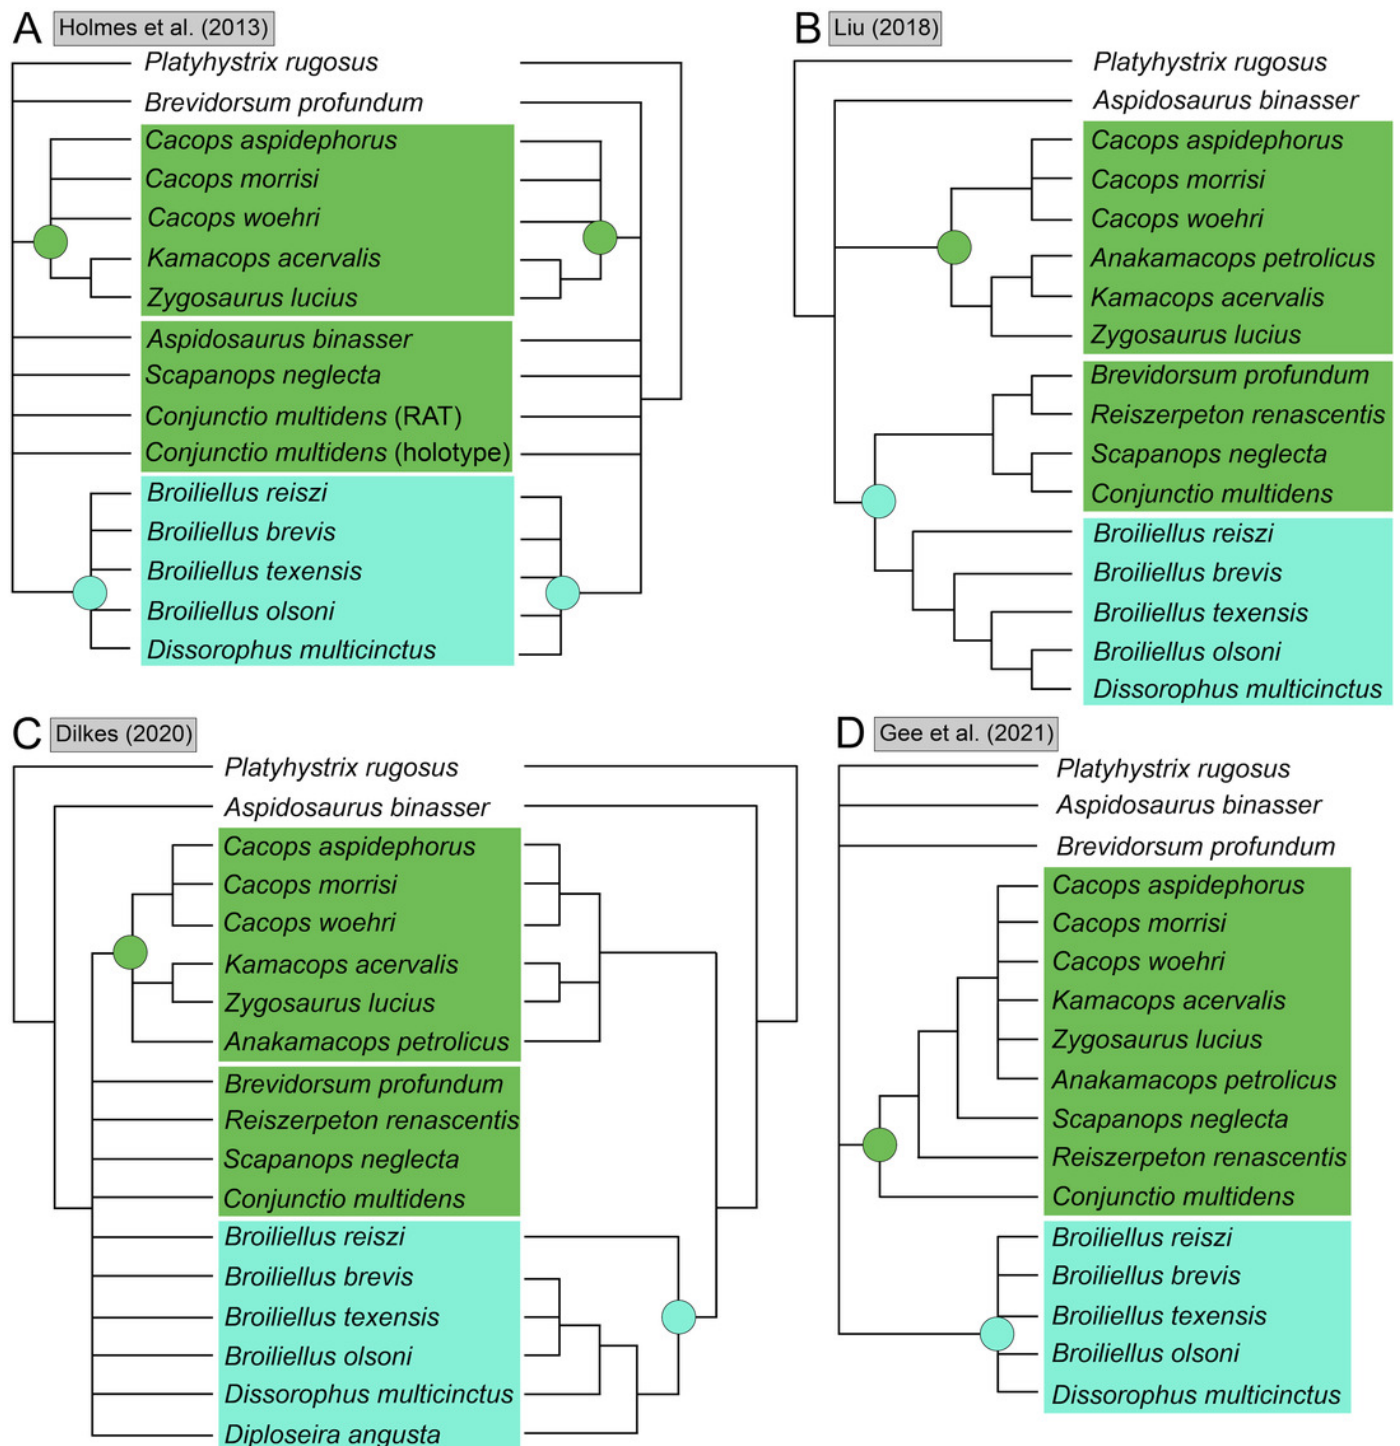 A Holmes et al. (2013)
Platyhystrix rugosus
Brevidorsum profundum
Cacops aspidephorus
Cacops morrisi
Cacops woehri
Kamacops acervalis
Zygosaurus lucius
Aspidosaurus binasser
Scapanops neglecta
Conjunctio multidens (RAT)
Conjunctio multidens (holotype)
Broiliellus reiszi
Broiliellus brevis
Broiliellus texensis
Broiliellus olsoni
Dissorophus multicinctus
B Liu (2018)
Platyhystrix rugosus
Aspidosaurus binasser
Cacops aspidephorus
Cacops morrisi
Cacops woehri
Anakamacops petrolicus
Kamacops acervalis
Zygosaurus lucius
Brevidorsum profundum
Reiszerpeton renascentis
Scapanops neglecta
Conjunctio multidens
Broiliellus reiszi
Broiliellus brevis
Broiliellus texensis
Broiliellus olsoni
Dissorophus multicinctus
C Dilkes (2020)
Platyhystrix rugosus
Aspidosaurus binasser
Cacops aspidephorus
Cacops morrisi
Cacops woehri
Kamacops acervalis
Zygosaurus lucius
Anakamacops petrolicus
Brevidorsum profundum
Reiszerpeton renascentis
Scapanops neglecta
Conjunctio multidens
Broiliellus reiszi
Broiliellus brevis
Broiliellus texensis
Broiliellus olsoni
Dissorophus multicinctus
Diploseira angusta
D Gee et al. (2021)
Platyhystrix rugosus
Aspidosaurus binasser
Brevidorsum profundum
Cacops aspidephorus
Cacops morrisi
Cacops woehri
Kamacops acervalis
Zygosaurus lucius
Anakamacops petrolicus
Scapanops neglecta
Reiszerpeton renascentis
Conjunctio multidens
Broiliellus reiszi
Broiliellus brevis
Broiliellus texensis
Broiliellus olsoni
Dissorophus multicinctus